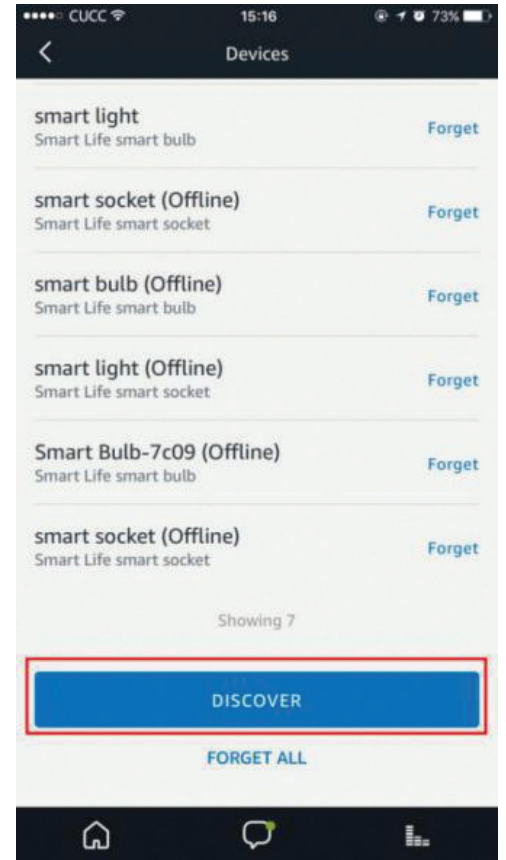 CUCC 15:16 73%
Devices
smart light
Smart Life smart bulb
Forget
smart socket (Offline)
Smart Life smart socket
Forget
smart bulb (Offline)
Smart Life smart bulb
Forget
smart light (Offline)
Smart Life smart socket
Forget
Smart Bulb-7c09 (Offline)
Smart Life smart bulb
Forget
smart socket (Offline)
Smart Life smart socket
Forget
Showing 7
DISCOVER
FORGET ALL